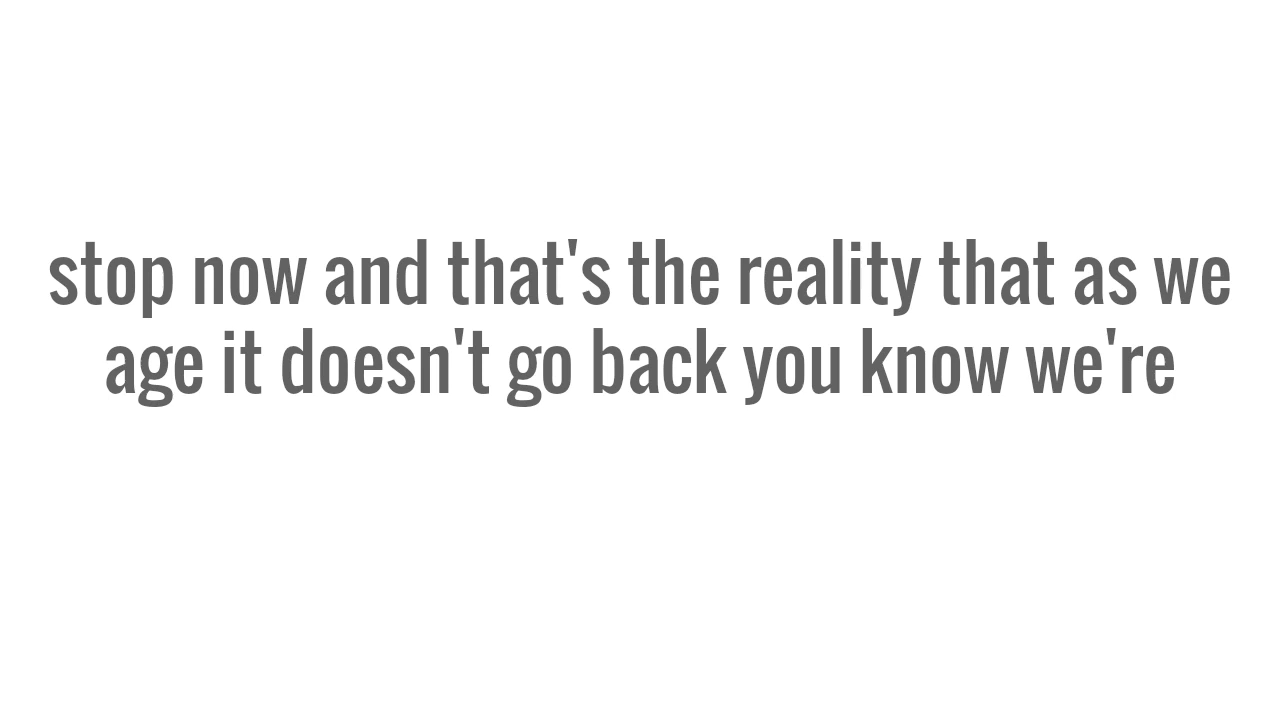 stop now and that's the reality that as we
age it doesn't go back you know we're